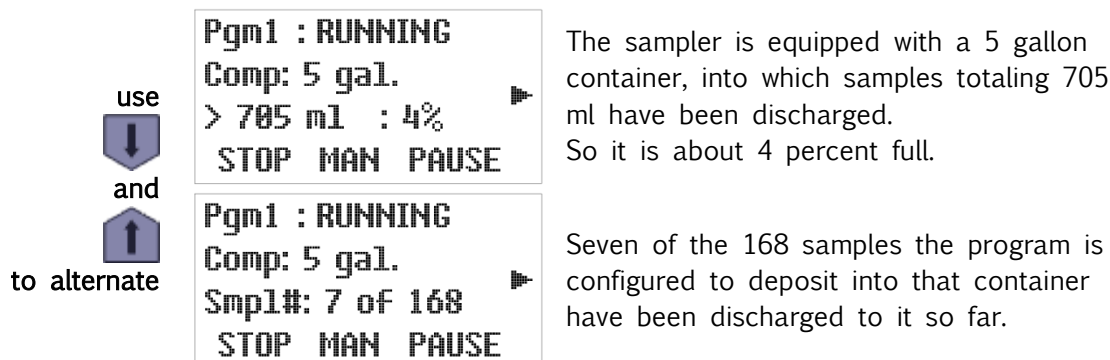 use
and
to alternate
Pgm1 : RUNNING
Comp: 5 gal.
> 705 ml : 4%
STOP MAN PAUSE
The sampler is equipped with a 5 gallon
container, into which samples totaling 705
ml have been discharged.
So it is about 4 percent full.
Pgm1 : RUNNING
Comp: 5 gal.
Smpl#: 7 of 168
STOP MAN PAUSE
Seven of the 168 samples the program is
configured to deposit into that container
have been discharged to it so far.